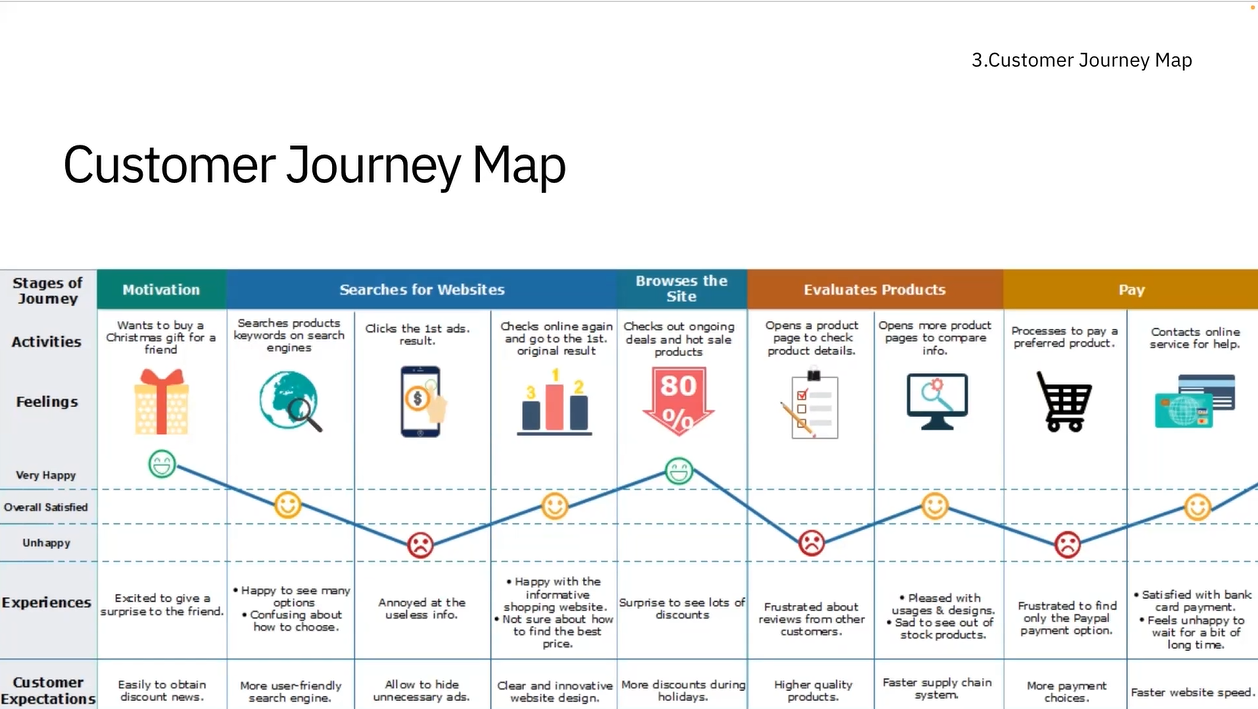 3.Customer Journey Map
Customer Journey Map
Stages of
Journey
Motivation
Searches for Websites
Browses the
Site
Evaluates Products
Pay
Activities
Wants to buy a
Christmas gift for a
friend
Searches products
keywords on search
engines
Clicks the 1st ads.
result.
Checks online again
and go to the 1st.
original result
Checks out ongoing
deals and hot sale
products
Opens a product
page to check
product details.
Opens more product
pages to compare
info.
Processes to pay a
preferred product.
Contacts online
service for help.
Feelings
$
3
1
2
80
%
Very Happy
Overall Satisfied
Unhappy
Experiences
Excited to give a
surprise to the friend.
• Happy to see many
options
• Confusing about
how to choose.
Annoyed at the
useless info.
• Happy with the
informative
shopping website.
• Not sure about how
to find the best
price.
Surprise to see lots of
discounts
Frustrated about
reviews from other
customers.
• Pleased with
usages & designs.
• Sad to see out of
stock products.
Frustrated to find
only the Paypal
payment option.
• Satisfied with bank
card payment.
• Feels unhappy to
wait for a bit of
long time.
Customer
Expectations
Easily to obtain
discount news.
More user-friendly
search engine.
Allow to hide
unnecessary ads.
Clear and innovative
website design.
More discounts during
holidays.
Higher quality
products.
Faster supply chain
system.
More payment
choices.
Faster website speed.